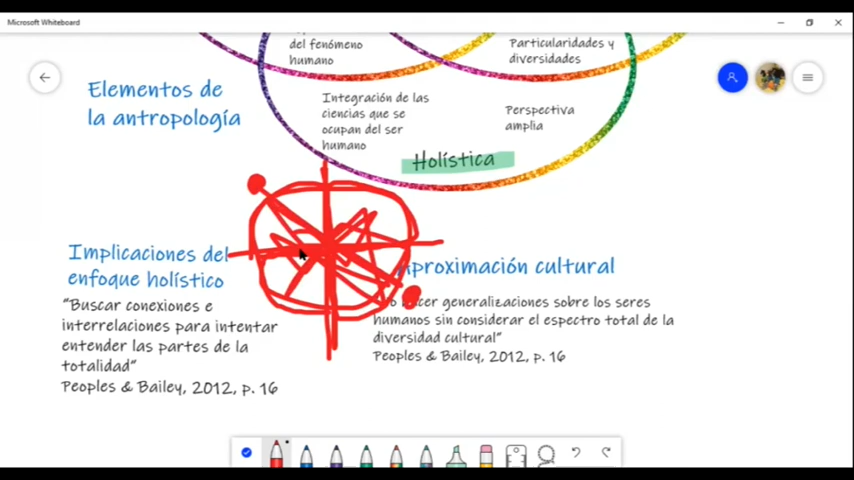 Microsoft Whiteboard
del fenómeno
humano
Particularidades y
diversidades
Elementos de
la antropología
Integración de las
ciencias que se
ocupan del ser
humano
Perspectiva
amplia
Holística
Implicaciones del
enfoque holístico
“Buscar conexiones e
interrelaciones para intentar
entender las partes de la
totalidad”
Peoples & Bailey, 2012, p. 16
Aproximación cultural
hacer generalizaciones sobre los seres
humanos sin considerar el espectro total de la
diversidad cultural”
Peoples & Bailey, 2012, p. 16